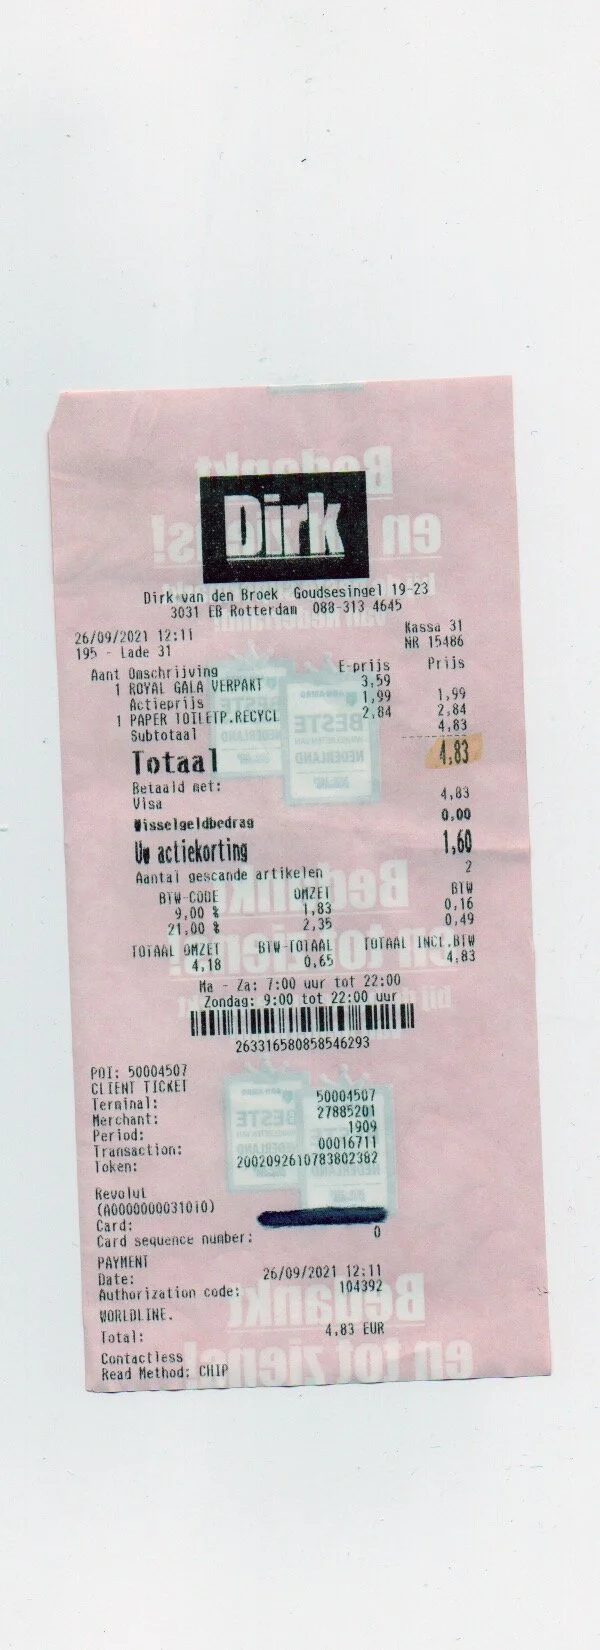 Dirk
Dirk van den Broek Goudsesingel 19-23
3031 EB Rotterdam 088-313 4645
26/09/2021 12:11 Kassa 31
195 - Lade 31 NR 15486
Aant Omschrijving E-prijs Prijs
1 ROYAL GALA VERPAKT 3,59
Actieprijs 1,99 1,99
1 PAPER TOILETP.RECYCL 2,84 2,84
Subtotaal 4,83
Totaal 4,83
Betaald met:
Visa 4,83
Wisselgeldbedrag 0,00
Uw actiekorting 1,60
Aantal gescande artikelen 2
BTW-CODE OMZET BTW
9,00 % 1,83 0,16
21,00 % 2,35 0,49
TOTAAL OMZET BTW-TOTAAL TOTAAL INCL.BTW
4,18 0,65 4,83
Ma - Za: 7:00 uur tot 22:00
Zondag: 9:00 tot 22:00 uur
263316580858546293
POI: 50004507
CLIENT TICKET
Terminal: 50004507
Merchant: 27885201
Period: 1909
Transaction: 00016711
Token: 2002092610783802382
Revolut
(A0000000031010)
Card:
Card sequence number: 0
PAYMENT
Date: 26/09/2021 12:11
Authorization code: 104392
WORLDLINE.
Total: 4,83 EUR
Contactless
Read Method: CHIP